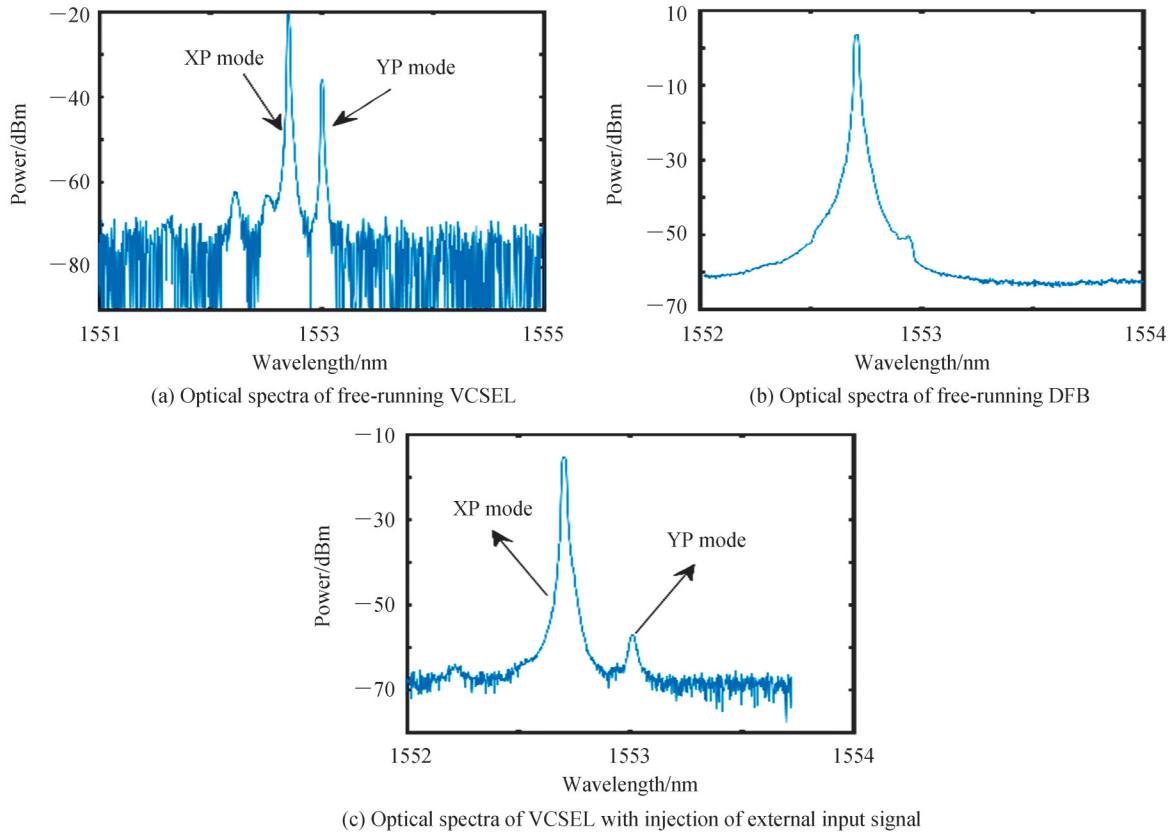 −20
XP mode
YP mode
−40
Power/dBm
−60
−80
1551
1553
1555
Wavelength/nm
(a) Optical spectra of free-running VCSEL
10
−10
Power/dBm
−30
−50
−70
1552
1553
1554
Wavelength/nm
(b) Optical spectra of free-running DFB
−10
XP mode
−30
YP mode
Power/dBm
−50
−70
1552
1553
1554
Wavelength/nm
(c) Optical spectra of VCSEL with injection of external input signal